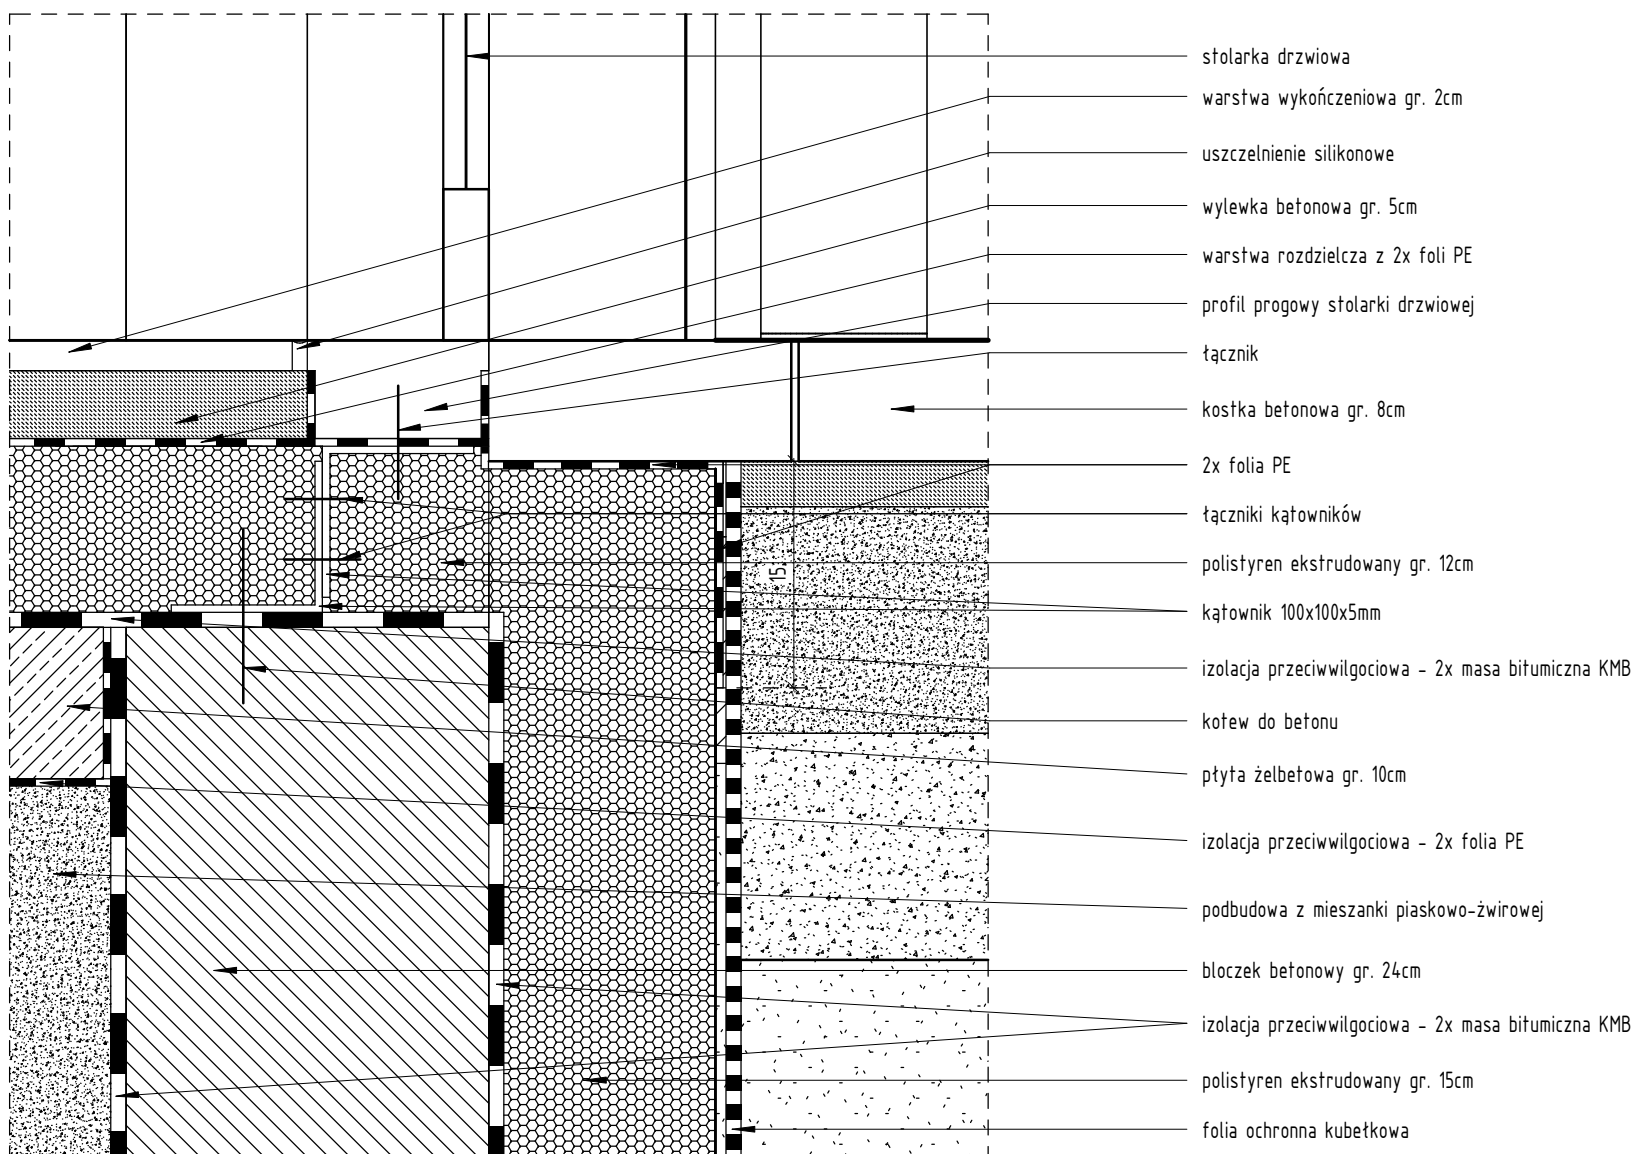 stolarka drzwiowa
warstwa wykończeniowa gr. 2cm
uszczelnienie silikonowe
wylewka betonowa gr. 5cm
warstwa rozdzielcza z 2x foli PE
profil progowy stolarki drzwiowej
łącznik
kostka betonowa gr. 8cm
2x folia PE
łączniki kątowników
polistyren ekstrudowany gr. 12cm
15
kątownik 100x100x5mm
izolacja przeciwwilgociowa - 2x masa bitumiczna KMB
kotew do betonu
płyta żelbetowa gr. 10cm
izolacja przeciwwilgociowa - 2x folia PE
podbudowa z mieszanki piaskowo-żwirowej
bloczek betonowy gr. 24cm
izolacja przeciwwilgociowa - 2x masa bitumiczna KMB
polistyren ekstrudowany gr. 15cm
folia ochronna kubełkowa